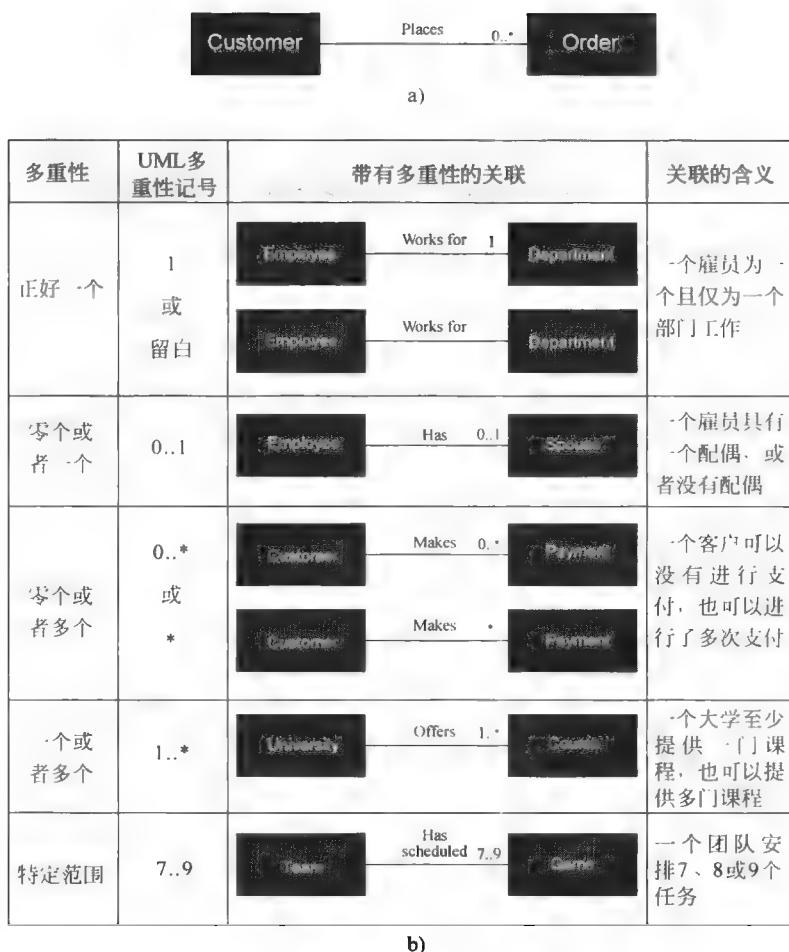 Customer Places 0..* Order
a)
多重性 UML多 带有多重性的关联 关联的含义
重性记号
正好一个
1
或
留白
Employee Works for 1 Department
Employee Works for Department
一个雇员为一
个且仅为一个
部门工作
零个或
者一个
0..1
Employee Has 0..1
一个雇员具有
一个配偶、或
者没有配偶
零个或
者多个
0..*
或
*
Makes 0..*
Makes *
一个客户可以
没有进行支
付，也可以进
行了多次支付
一个或
者多个
1..*
University Offers 1..*
一个大学至少
提供一门课
程，也可以提
供多门课程
特定范围
7..9
Has
scheduled 7..9
一个团队安
排7、8或9个
任务
b)